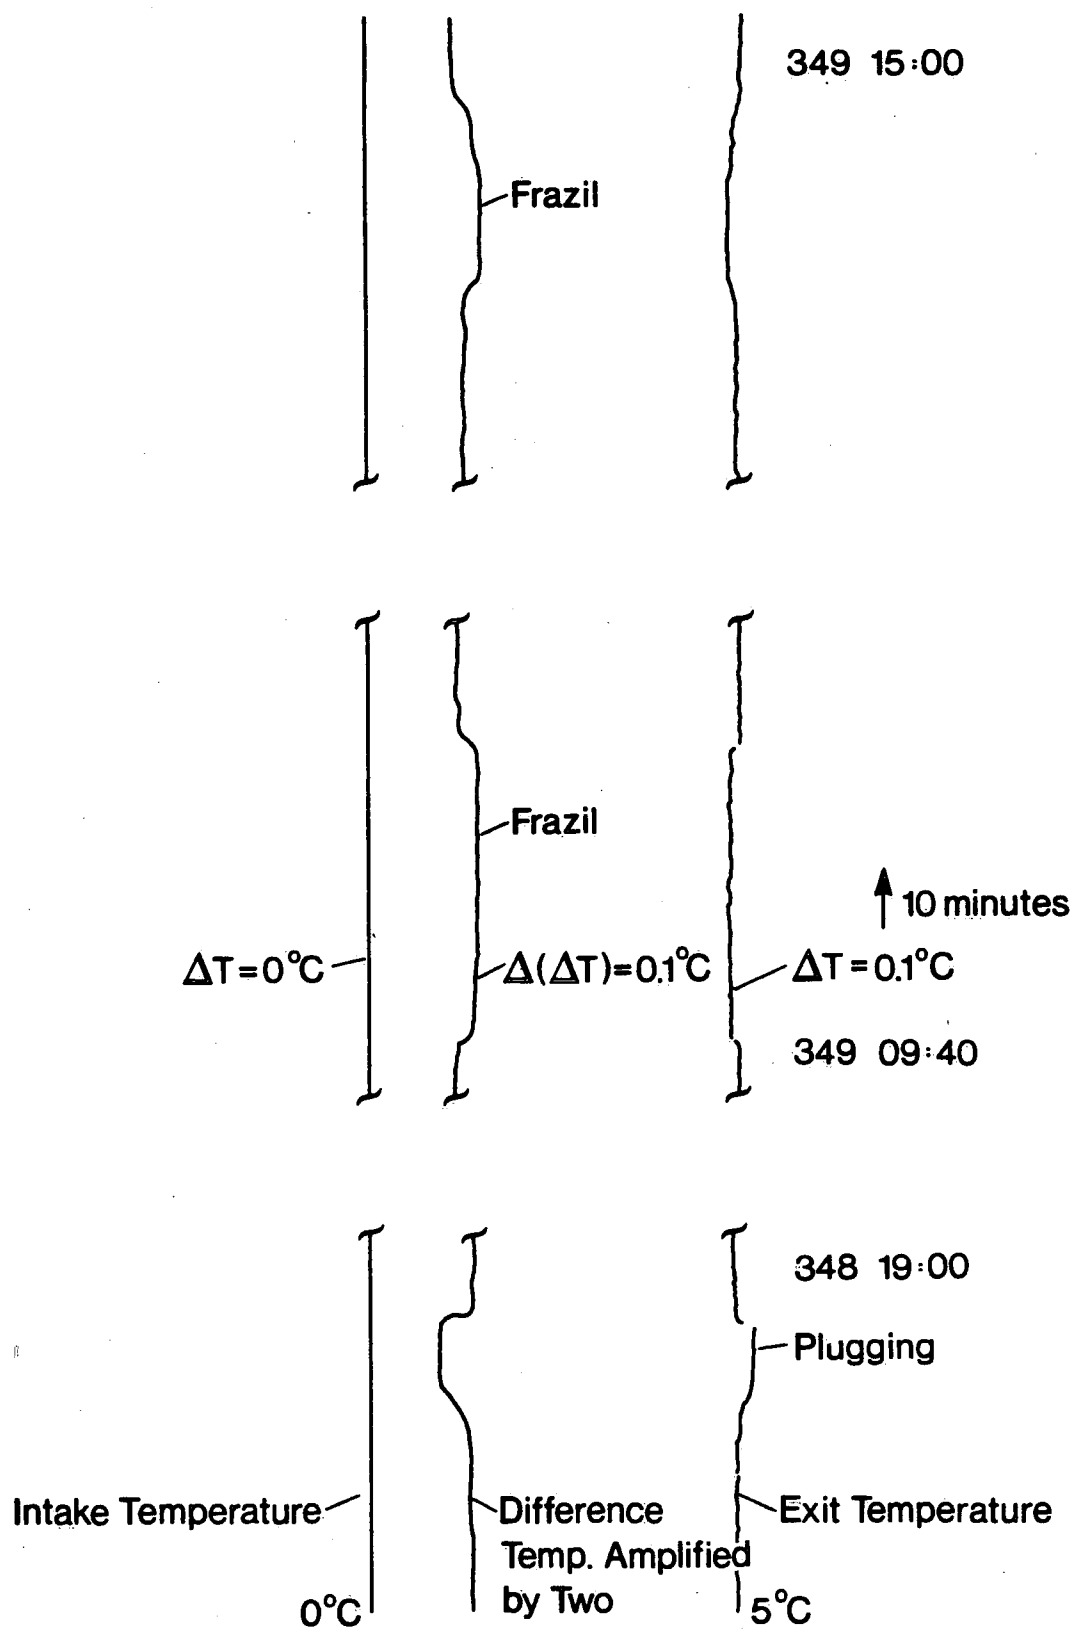 349 15:00
Frazil
Frazil
10 minutes
ΔT=0°C
Δ(ΔT)=0.1°C
ΔT=0.1°C
349 09:40
348 19:00
Plugging
Intake Temperature
Difference
Temp. Amplified
by Two
Exit Temperature
0°C
5°C